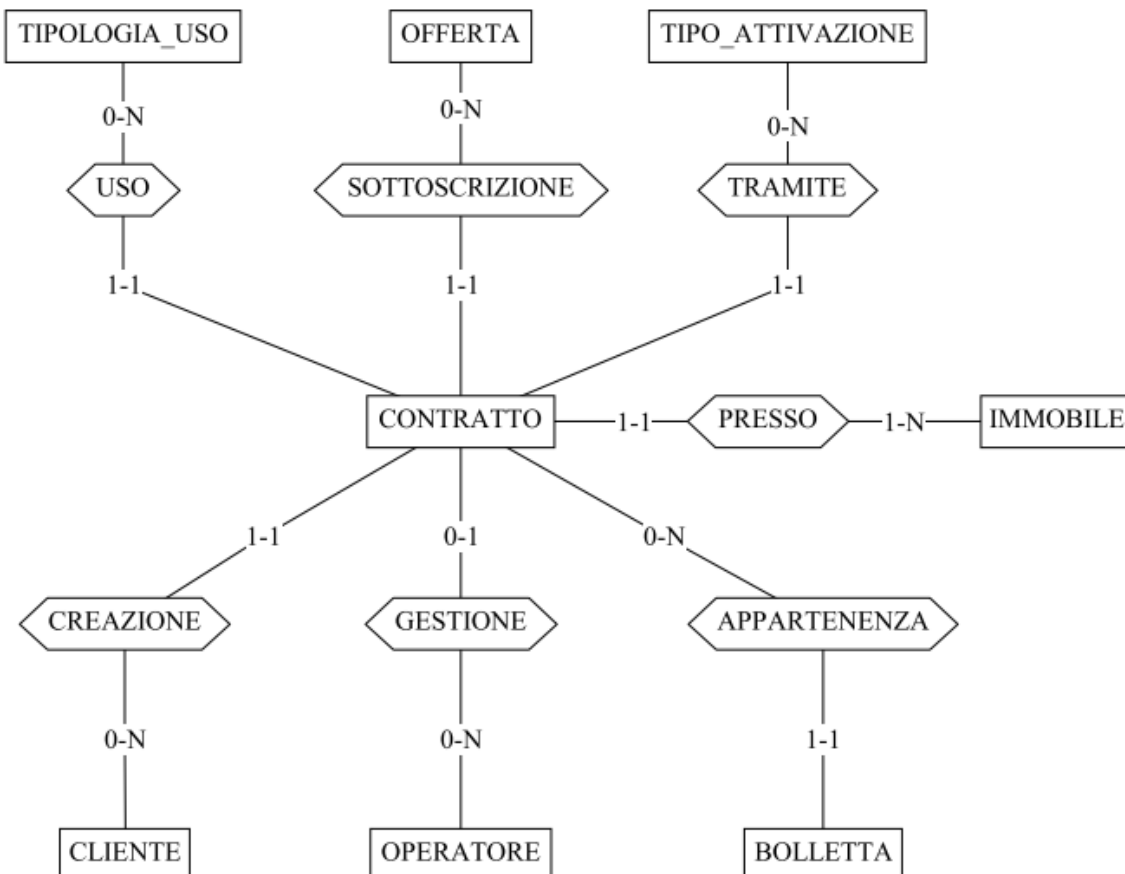 TIPOLOGIA_USO
OFFERTA
TIPO_ATTIVAZIONE
0-N
0-N
0-N
USO
SOTTOSCRIZIONE
TRAMITE
1-1
1-1
1-1
CONTRATTO
1-1
PRESSO
1-N
IMMOBILE
1-1
0-1
0-N
CREAZIONE
GESTIONE
APPARTENENZA
0-N
0-N
1-1
CLIENTE
OPERATORE
BOLLETTA